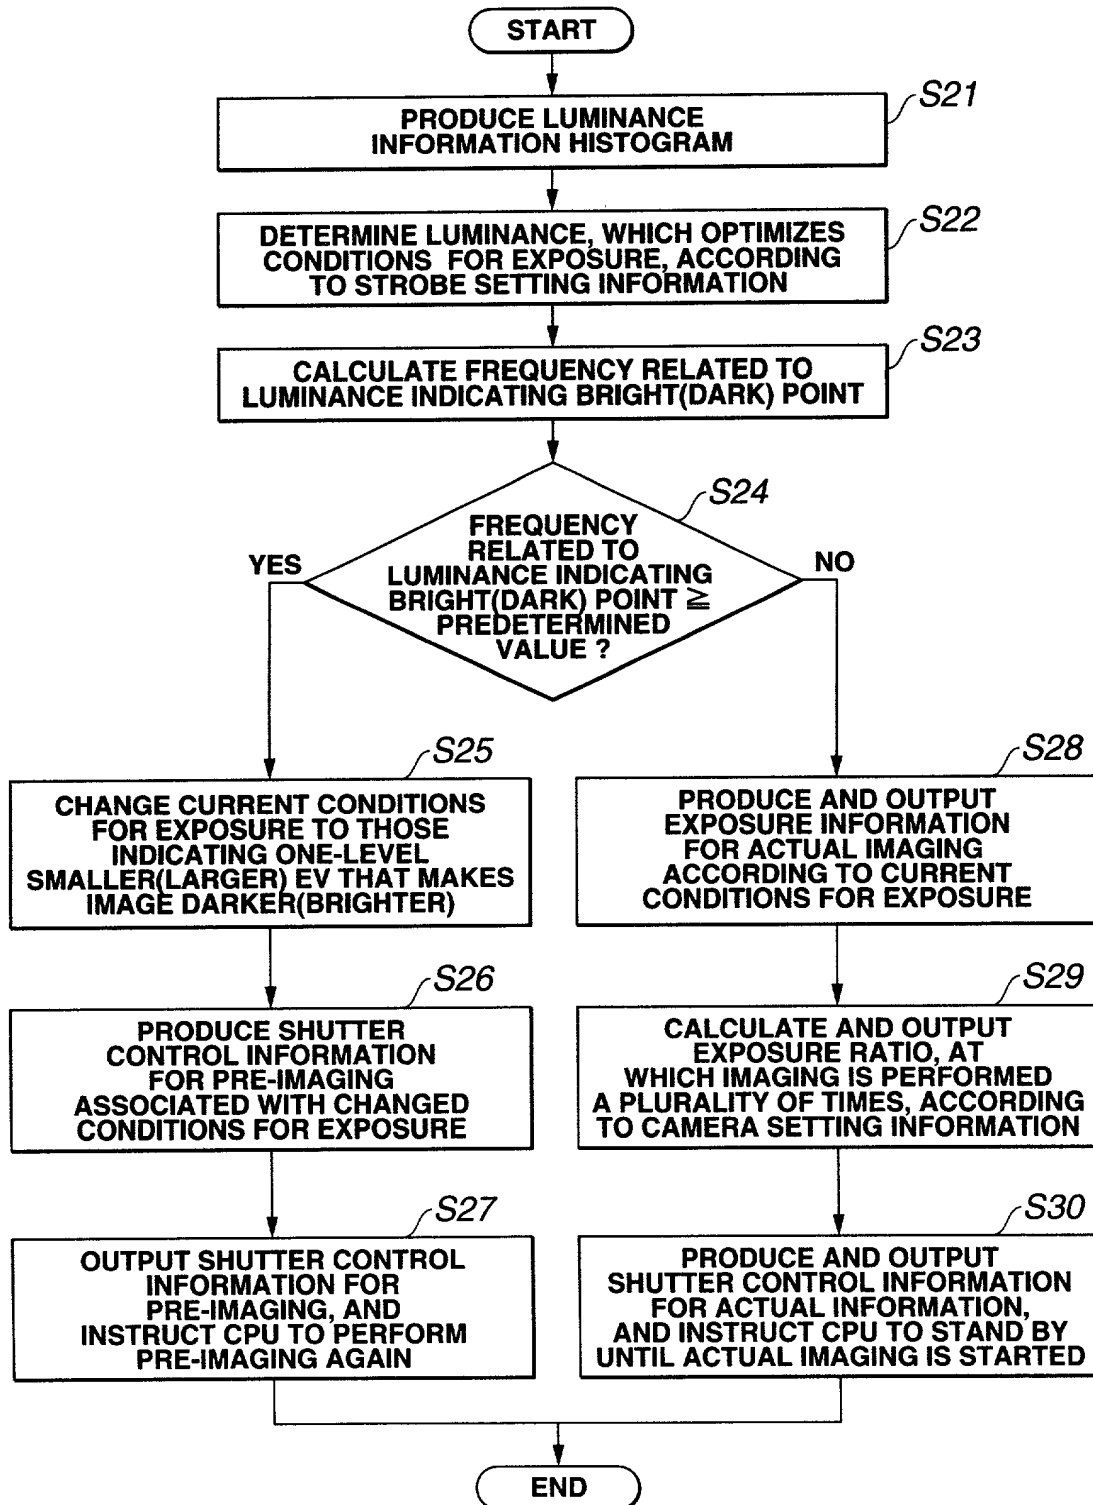 START
S21
PRODUCE LUMINANCE
INFORMATION HISTOGRAM
S22
DETERMINE LUMINANCE, WHICH OPTIMIZES
CONDITIONS FOR EXPOSURE, ACCORDING
TO STROBE SETTING INFORMATION
S23
CALCULATE FREQUENCY RELATED TO
LUMINANCE INDICATING BRIGHT(DARK) POINT
S24
FREQUENCY
RELATED TO
LUMINANCE INDICATING
BRIGHT(DARK) POINT ≧
PREDETERMINED
VALUE ?
YES
NO
S25
CHANGE CURRENT CONDITIONS
FOR EXPOSURE TO THOSE
INDICATING ONE-LEVEL
SMALLER(LARGER) EV THAT MAKES
IMAGE DARKER(BRIGHTER)
S26
PRODUCE SHUTTER
CONTROL INFORMATION
FOR PRE-IMAGING
ASSOCIATED WITH CHANGED
CONDITIONS FOR EXPOSURE
S27
OUTPUT SHUTTER CONTROL
INFORMATION FOR
PRE-IMAGING, AND
INSTRUCT CPU TO PERFORM
PRE-IMAGING AGAIN
S28
PRODUCE AND OUTPUT
EXPOSURE INFORMATION
FOR ACTUAL IMAGING
ACCORDING TO CURRENT
CONDITIONS FOR EXPOSURE
S29
CALCULATE AND OUTPUT
EXPOSURE RATIO, AT
WHICH IMAGING IS PERFORMED
A PLURALITY OF TIMES, ACCORDING
TO CAMERA SETTING INFORMATION
S30
PRODUCE AND OUTPUT
SHUTTER CONTROL INFORMATION
FOR ACTUAL INFORMATION,
AND INSTRUCT CPU TO STAND BY
UNTIL ACTUAL IMAGING IS STARTED
END